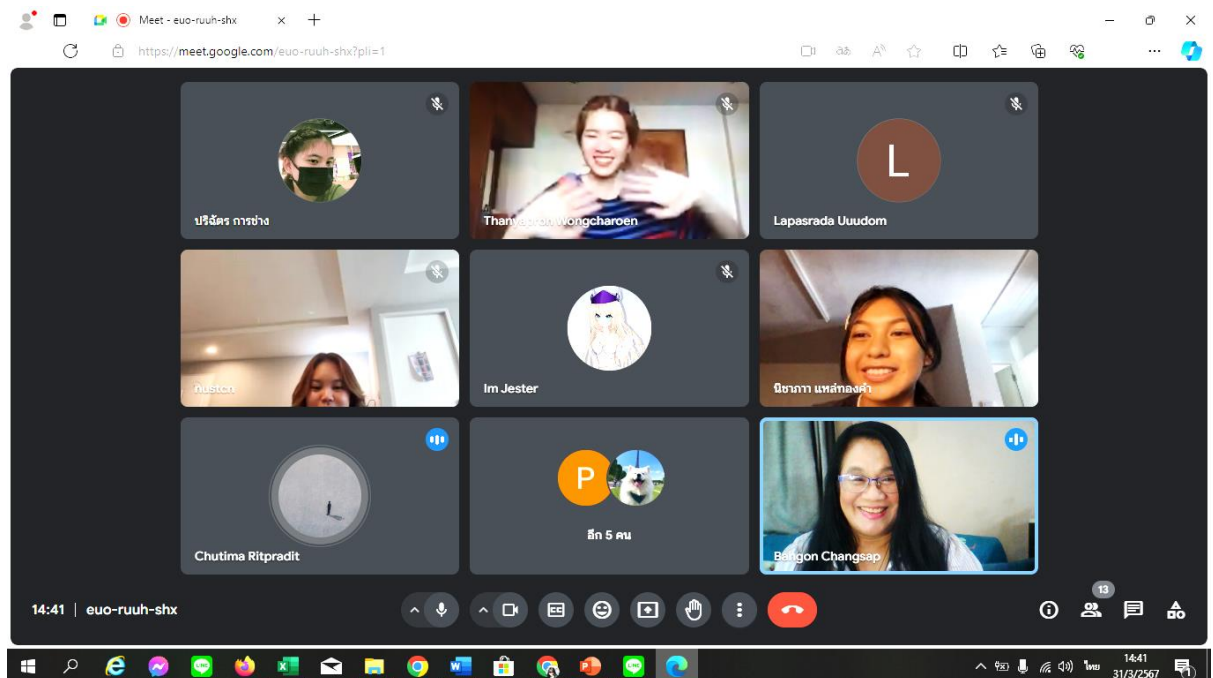 Meet - euo-ruuh-shx
https://meet.google.com/euo-ruuh-shx?pli=1
ปริฉัตร การช่าง
Thanyaporn Wongcharoen
L
Lapasrada Uuudom
Im Jester
นิชาภา แหล่ทองคำ
Chutima Ritpradit
P
อีก 5 คน
Bangon Changsap
14:41 | euo-ruuh-shx
13
ไทย
14:41
31/3/2567